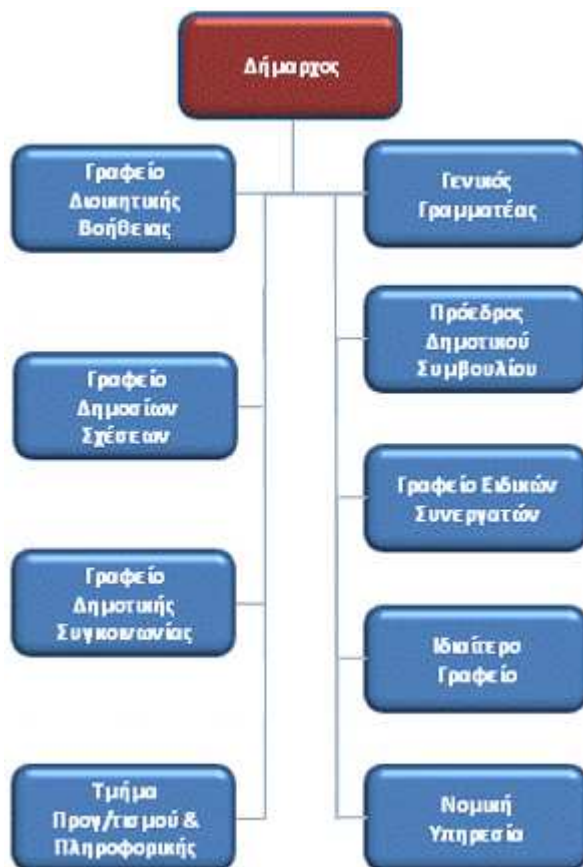 Δήμαρχος
Γραφείο
Διοικητικής
Βοήθειας
Γενικός
Γραμματέας
Πρόεδρος
Δημοτικού
Συμβουλίου
Γραφείο
Δημοσίων
Σχέσεων
Γραφείο Ειδικών
Συνεργατών
Γραφείο
Δημοτικής
Συγκοινωνίας
Ιδιαίτερο
Γραφείο
Τμήμα
Προγ/τισμού &
Πληροφορικής
Νομική
Υπηρεσία